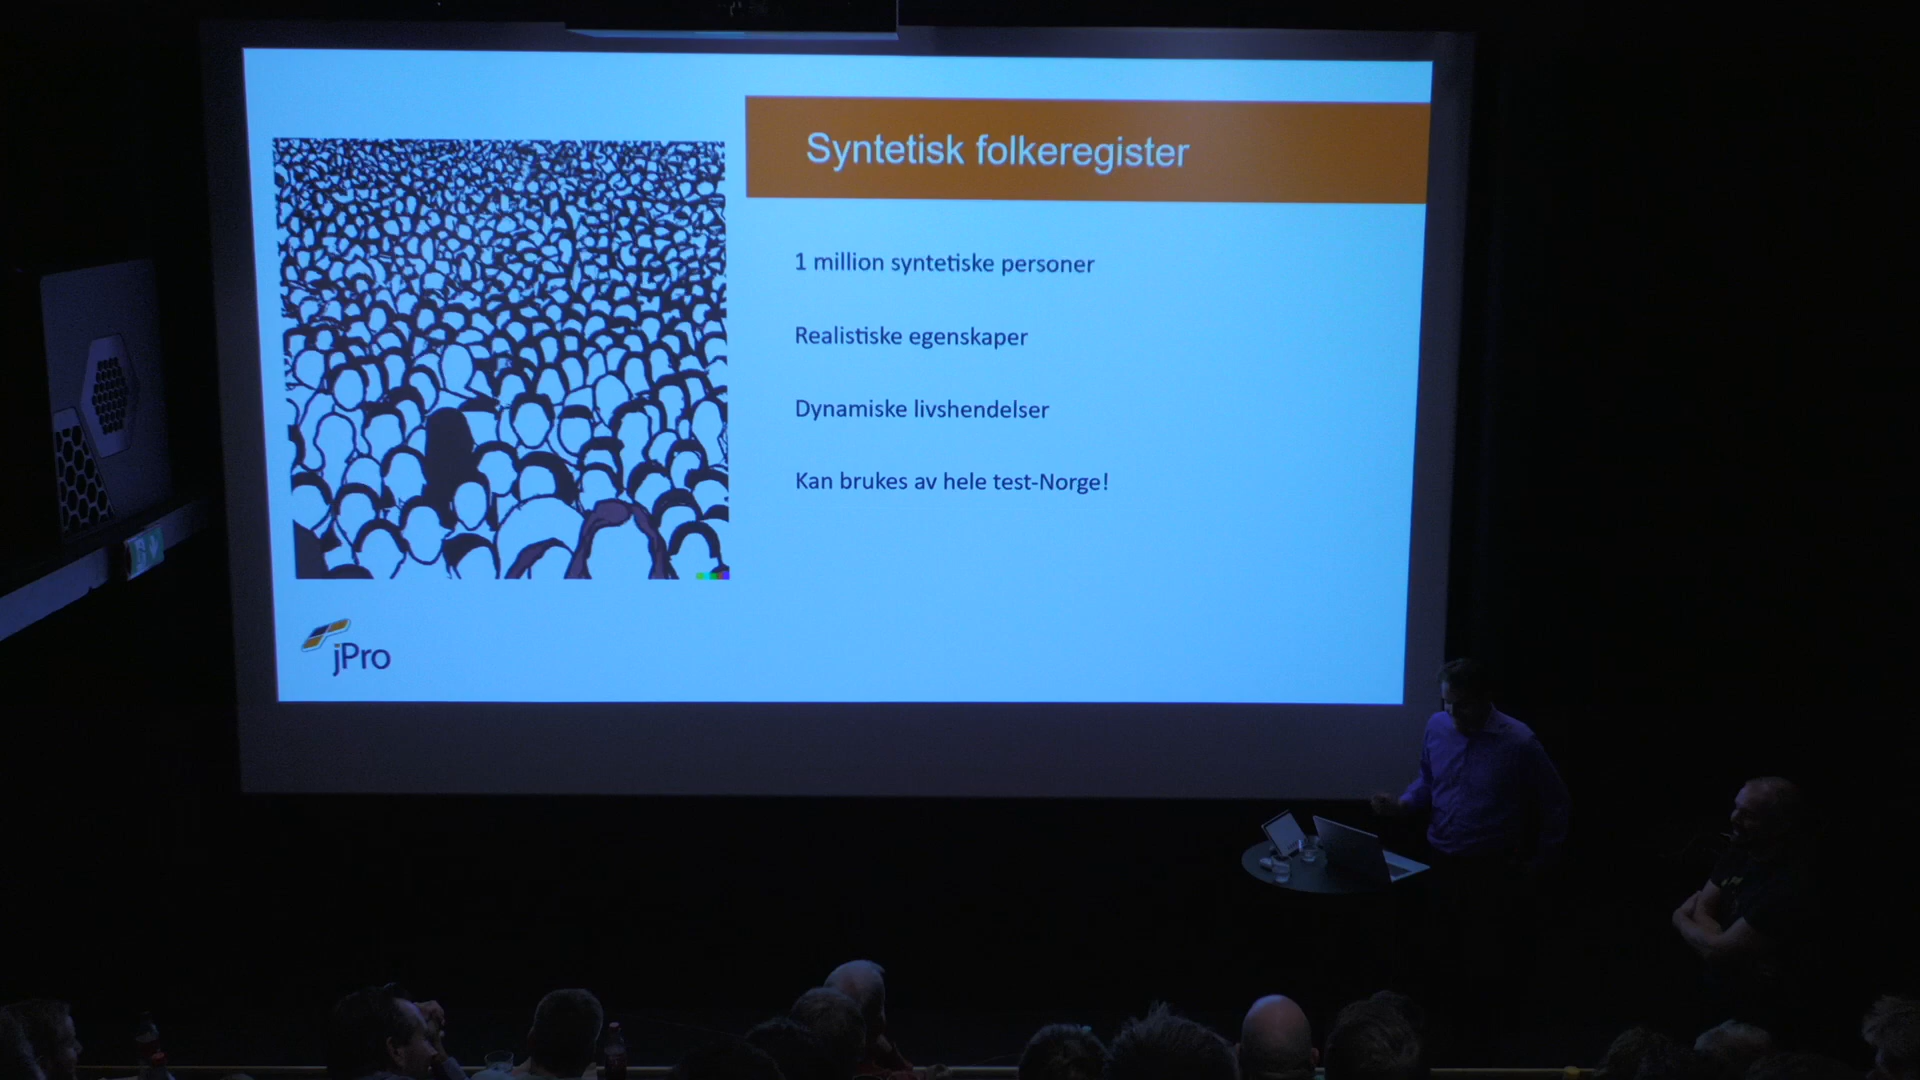 Syntetisk folkeregister
1 million syntetiske personer
Realistiske egenskaper
Dynamiske livshendelser
Kan brukes av hele test-Norge!
jPro